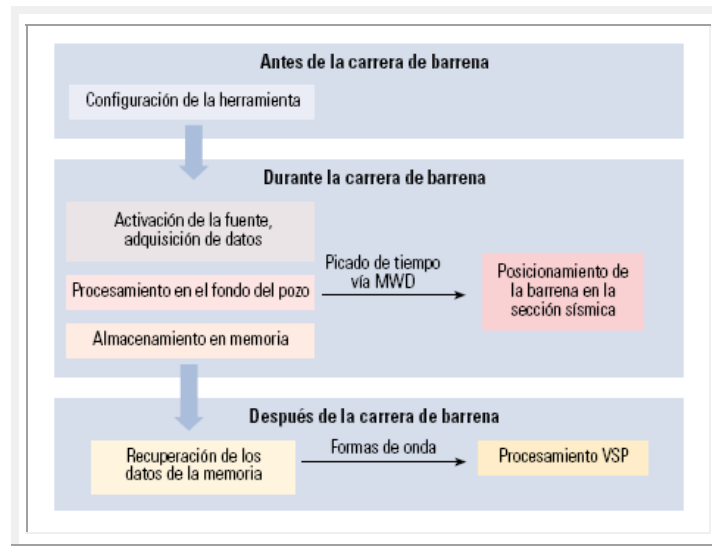 Antes de la carrera de barrena
Configuración de la herramienta
Durante la carrera de barrena
Activación de la fuente,
adquisición de datos
Procesamiento en el fondo del pozo
Almacenamiento en memoria
Picado de tiempo
vía MWD
Posicionamiento de
la barrena en la
sección sísmica
Después de la carrera de barrena
Recuperación de los
datos de la memoria
Formas de onda
Procesamiento VSP